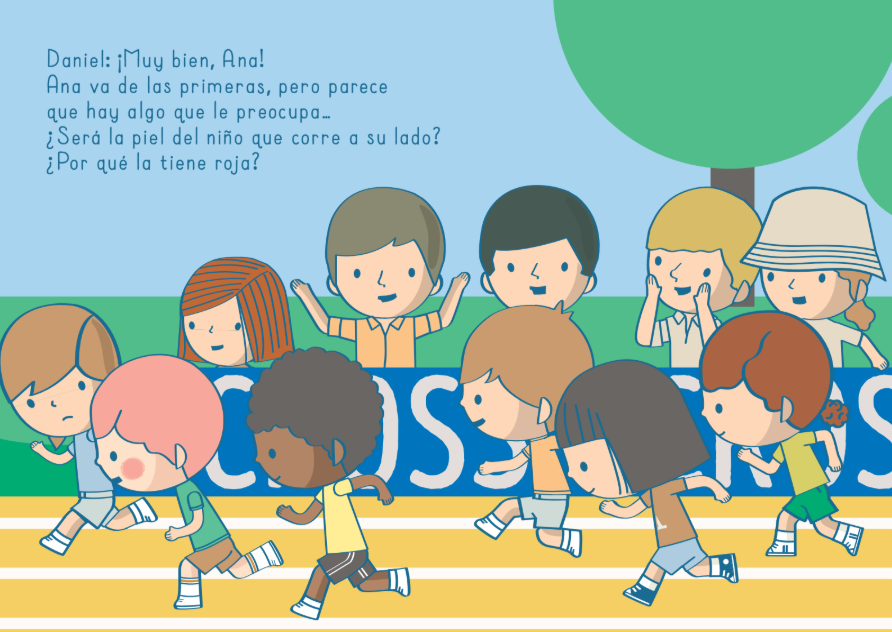 Daniel: ¡Muy bien, Ana!
Ana va de las primeras, pero parece
que hay algo que le preocupa...
¿Será la piel del niño que corre a su lado?
¿Por qué la tiene roja?